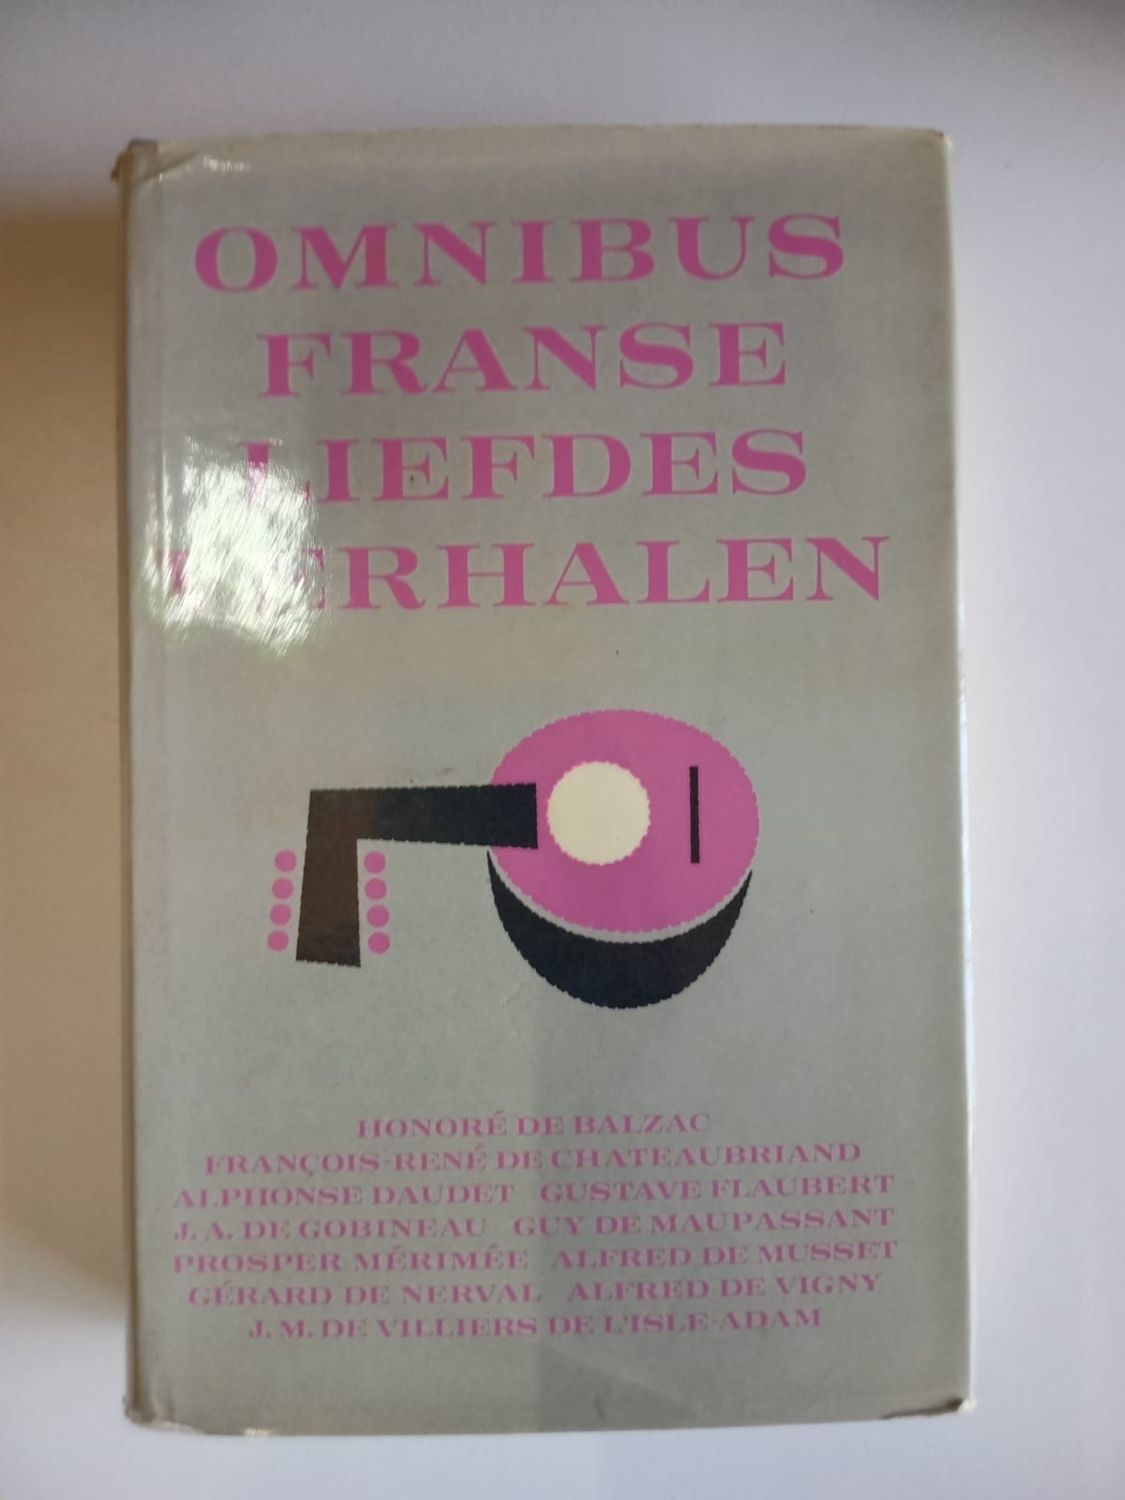 OMNIBUS
FRANSE
LIEFDES
VERHALEN
HONORÉ DE BALZAC
FRANÇOIS-RENÉ DE CHATEAUBRIAND
ALPHONSE DAUDET GUSTAVE FLAUBERT
J. A. DE GOBINEAU GUY DE MAUPASSANT
PROSPER MÉRIMÉE ALFRED DE MUSSET
GÉRARD DE NERVAL ALFRED DE VIGNY
J. M. DE VILLIERS DE L'ISLE-ADAM